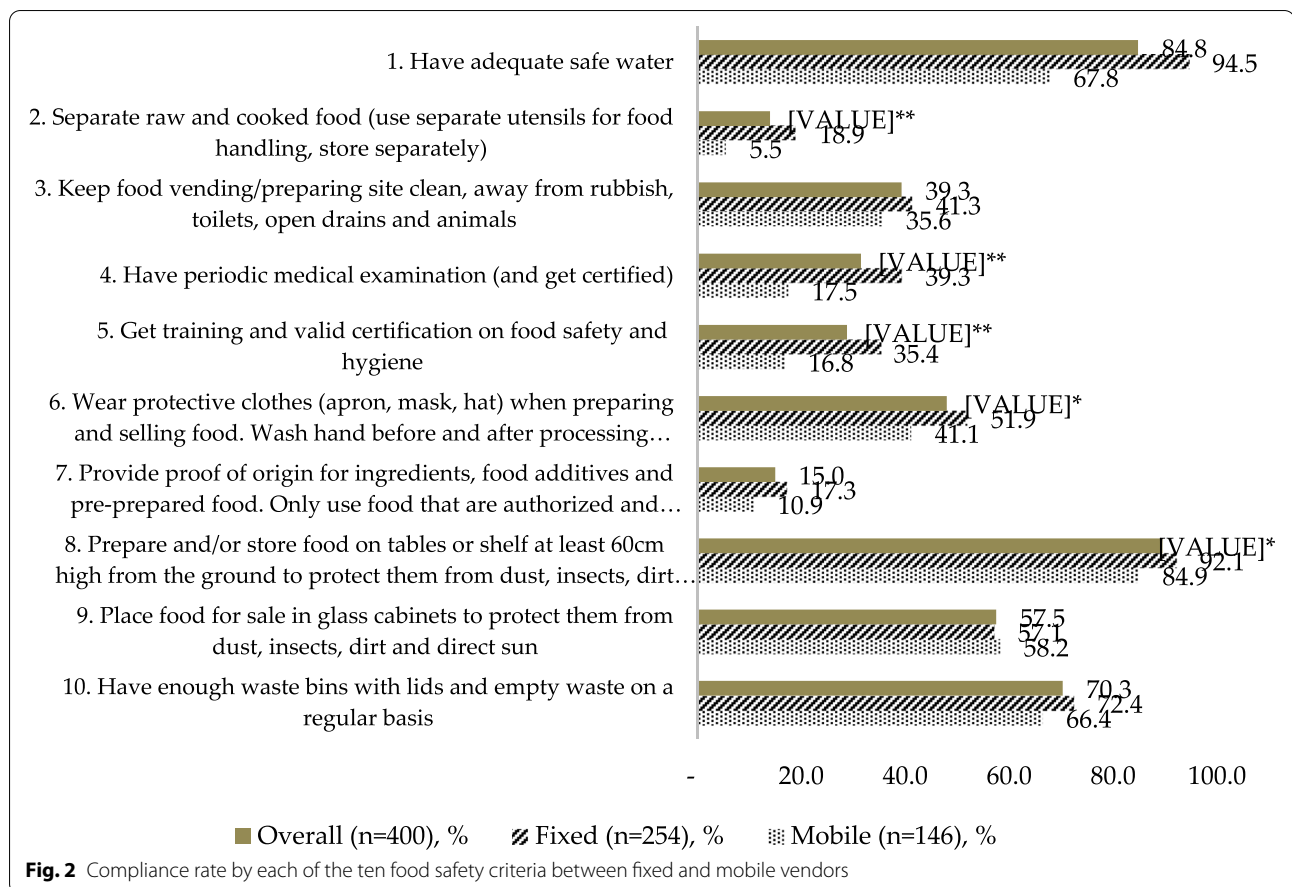 1. Have adequate safe water
84.8
94.5
67.8
2. Separate raw and cooked food (use separate utensils for food
handling, store separately)
[VALUE]**
18.9
5.5
3. Keep food vending/preparing site clean, away from rubbish,
toilets, open drains and animals
39.3
41.3
35.6
4. Have periodic medical examination (and get certified)
[VALUE]**
39.3
17.5
5. Get training and valid certification on food safety and
hygiene
[VALUE]**
35.4
16.8
6. Wear protective clothes (apron, mask, hat) when preparing
and selling food. Wash hand before and after processing…
[VALUE]*
51.9
41.1
7. Provide proof of origin for ingredients, food additives and
pre-prepared food. Only use food that are authorized and…
15.0
17.3
10.9
8. Prepare and/or store food on tables or shelf at least 60cm
high from the ground to protect them from dust, insects, dirt…
[VALUE]*
92.1
84.9
9. Place food for sale in glass cabinets to protect them from
dust, insects, dirt and direct sun
57.5
57.1
58.2
10. Have enough waste bins with lids and empty waste on a
regular basis
70.3
72.4
66.4
- 20.0 40.0 60.0 80.0 100.0
Overall (n=400), % Fixed (n=254), % Mobile (n=146), %
Fig. 2 Compliance rate by each of the ten food safety criteria between fixed and mobile vendors